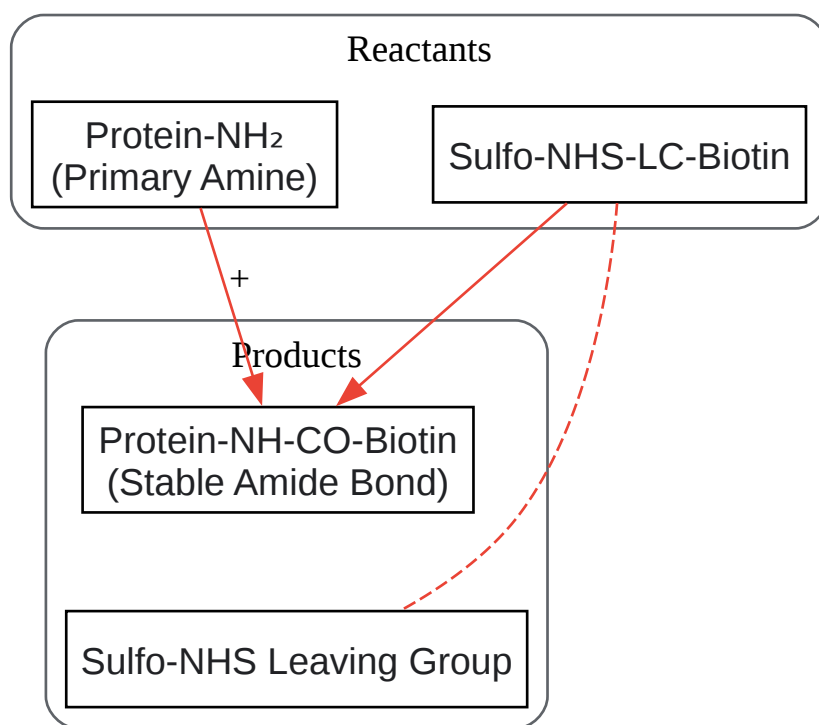 Reactants
Protein-NH₂
(Primary Amine)
Sulfo-NHS-LC-Biotin
+
Products
Protein-NH-CO-Biotin
(Stable Amide Bond)
Sulfo-NHS Leaving Group